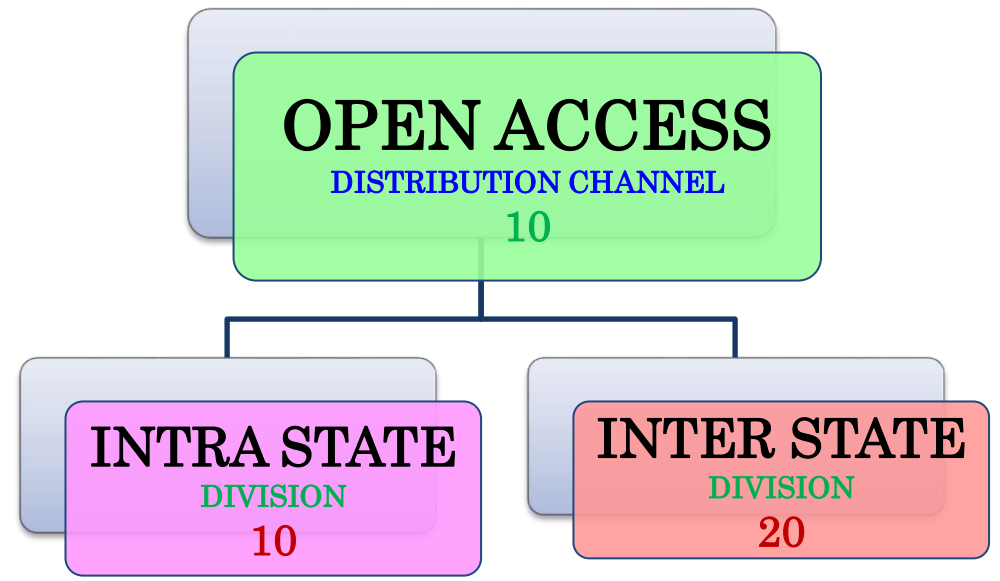 OPEN ACCESS
DISTRIBUTION CHANNEL
10
INTRA STATE
DIVISION
10
INTER STATE
DIVISION
20